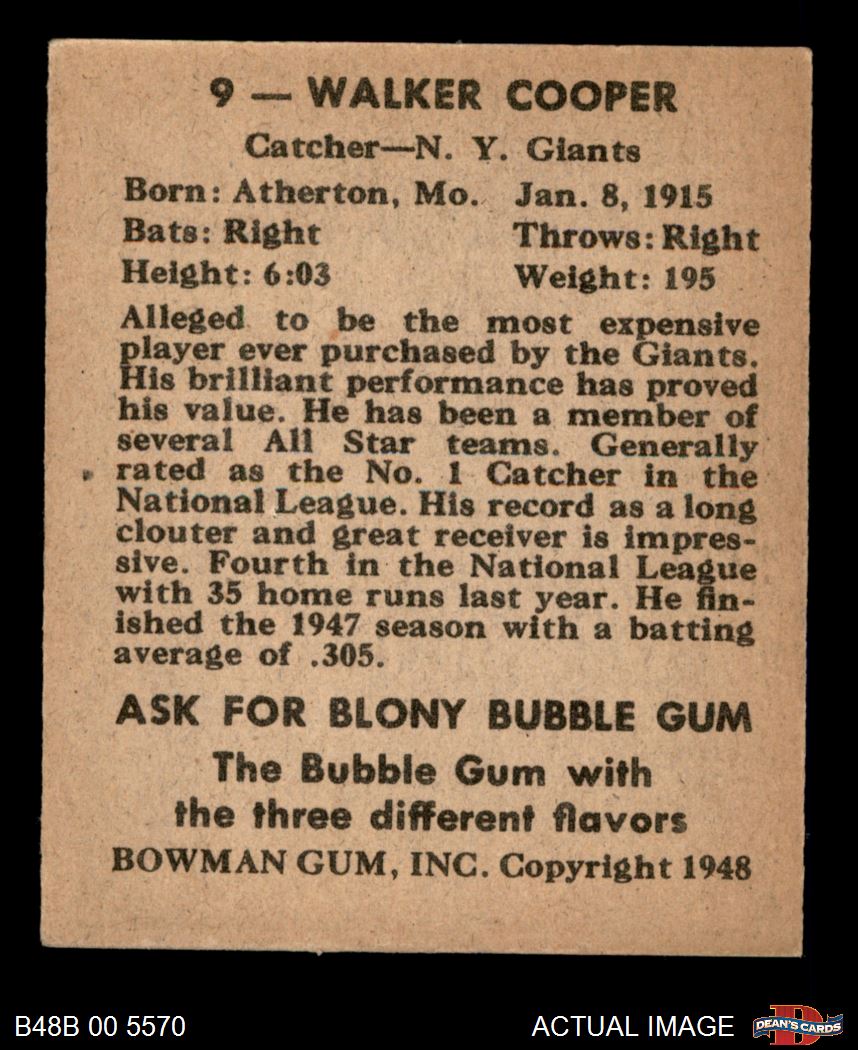 9 — WALKER COOPER
Catcher—N. Y. Giants
Born: Atherton, Mo. Jan. 8, 1915
Bats: Right Throws: Right
Height: 6:03 Weight: 195
Alleged to be the most expensive
player ever purchased by the Giants.
His brilliant performance has proved
his value. He has been a member of
several All Star teams. Generally
rated as the No. 1 Catcher in the
National League. His record as a long
clouter and great receiver is impres-
sive. Fourth in the National League
with 35 home runs last year. He fin-
ished the 1947 season with a batting
average of .305.
ASK FOR BLONY BUBBLE GUM
The Bubble Gum with
the three different flavors
BOWMAN GUM, INC. Copyright 1948
B48B 00 5570 ACTUAL IMAGE
D
DEAN'S CARDS